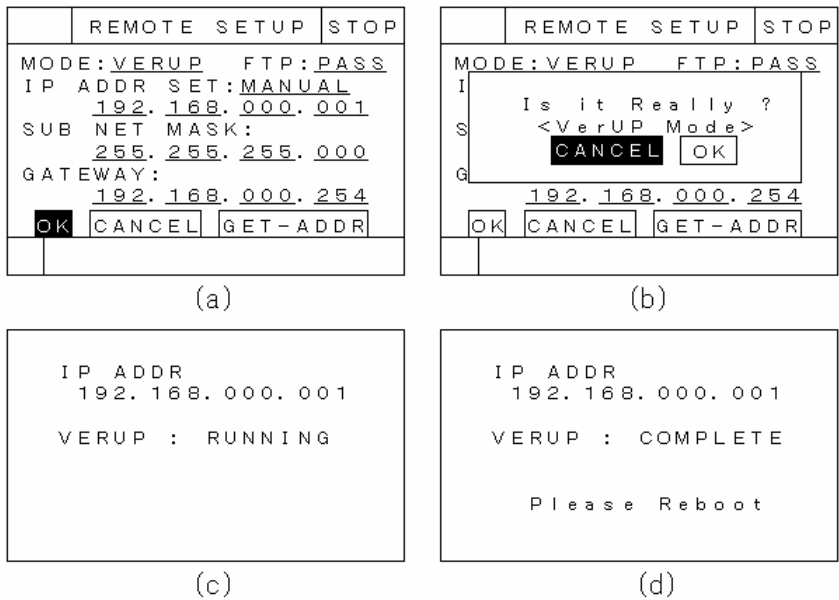 REMOTE SETUP STOP
MODE:VERUP FTP:PASS
IP ADDR SET:MANUAL
192.168.000.001
SUB NET MASK:
255.255.255.000
GATEWAY:
192.168.000.254
OK CANCEL GET-ADDR
(a)
REMOTE SETUP STOP
MODE:VERUP FTP:PASS
I
Is it Really ?
S
<VerUP Mode>
CANCEL OK
G
192.168.000.254
OK CANCEL GET-ADDR
(b)
IP ADDR
192.168.000.001
VERUP : RUNNING
(c)
IP ADDR
192.168.000.001
VERUP : COMPLETE
Please Reboot
(d)